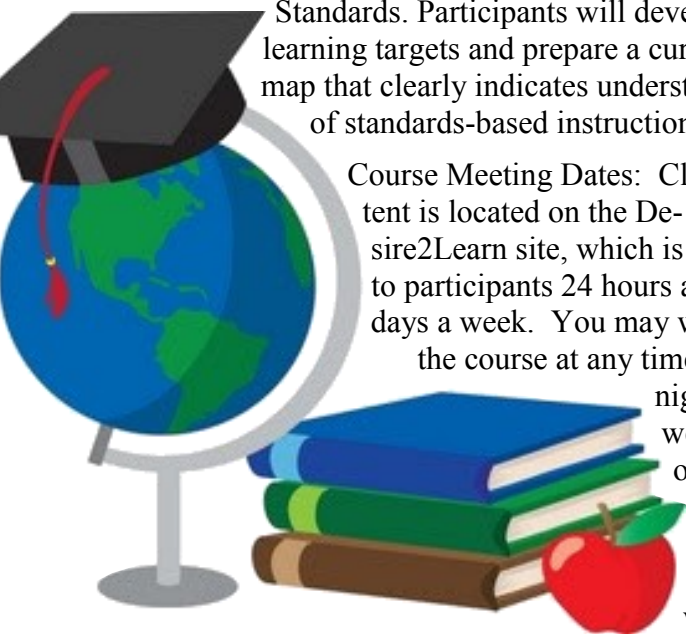 Standards. Participants will deve
learning targets and prepare a cur
map that clearly indicates underst
of standards-based instruction
Course Meeting Dates: Cl
tent is located on the De-
sire2Learn site, which is
to participants 24 hours a
days a week. You may w
the course at any time
nig
we
o